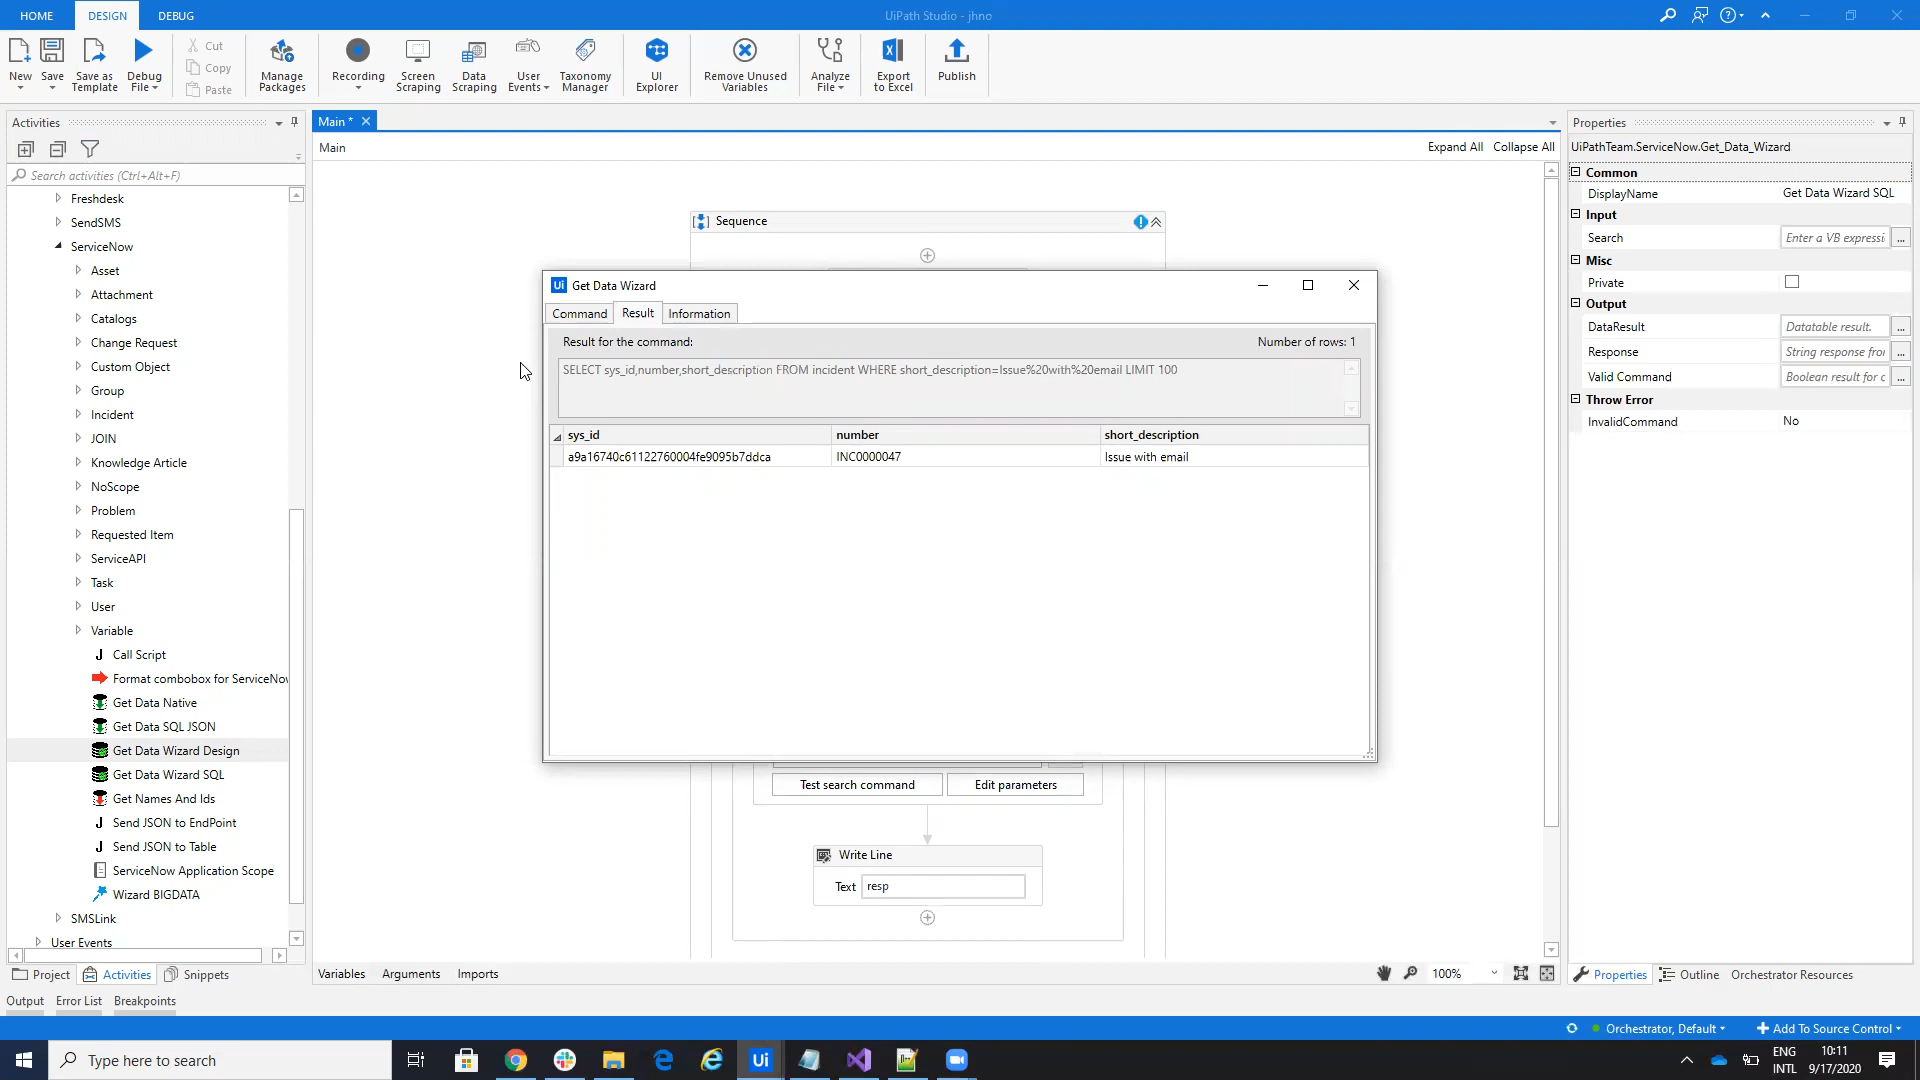 HOME
DESIGN
DEBUG
UiPath Studio - jhno
New
Save
Save as Template
Debug File
Cut
Copy
Paste
Manage Packages
Recording
Screen Scraping
Data Scraping
User Events
Taxonomy Manager
UI Explorer
Remove Unused Variables
Analyze File
Export to Excel
Publish
Activities
Search activities (Ctrl+Alt+F)
Freshdesk
SendSMS
ServiceNow
Asset
Attachment
Catalogs
Change Request
Custom Object
Group
Incident
JOIN
Knowledge Article
NoScope
Problem
Requested Item
ServiceAPI
Task
User
Variable
Call Script
Format combobox for ServiceNow
Get Data Native
Get Data SQL JSON
Get Data Wizard Design
Get Data Wizard SQL
Get Names And Ids
Send JSON to EndPoint
Send JSON to Table
ServiceNow Application Scope
Wizard BIGDATA
SMSLink
User Events
Project
Activities
Snippets
Output
Error List
Breakpoints
Main *
Main
Expand All
Collapse All
Sequence
Ui Get Data Wizard
Command
Result
Information
Result for the command:
Number of rows: 1
SELECT sys_id,number,short_description FROM incident WHERE short_description=Issue%20with%20email LIMIT 100
sys_id number short_description
a9a16740c61122760004fe9095b7ddca INC0000047 Issue with email
Test search command
Edit parameters
Write Line
Text resp
Variables
Arguments
Imports
100%
Properties
UiPathTeam.ServiceNow.Get_Data_Wizard
Common
DisplayName Get Data Wizard SQL
Input
Search Enter a VB expressi ...
Misc
Private
Output
DataResult Datatable result. ...
Response String response fror ...
Valid Command Boolean result for c ...
Throw Error
InvalidCommand No
Properties
Outline
Orchestrator Resources
Orchestrator, Default
Add To Source Control
Type here to search
Ui
ENG
INTL
10:11
9/17/2020